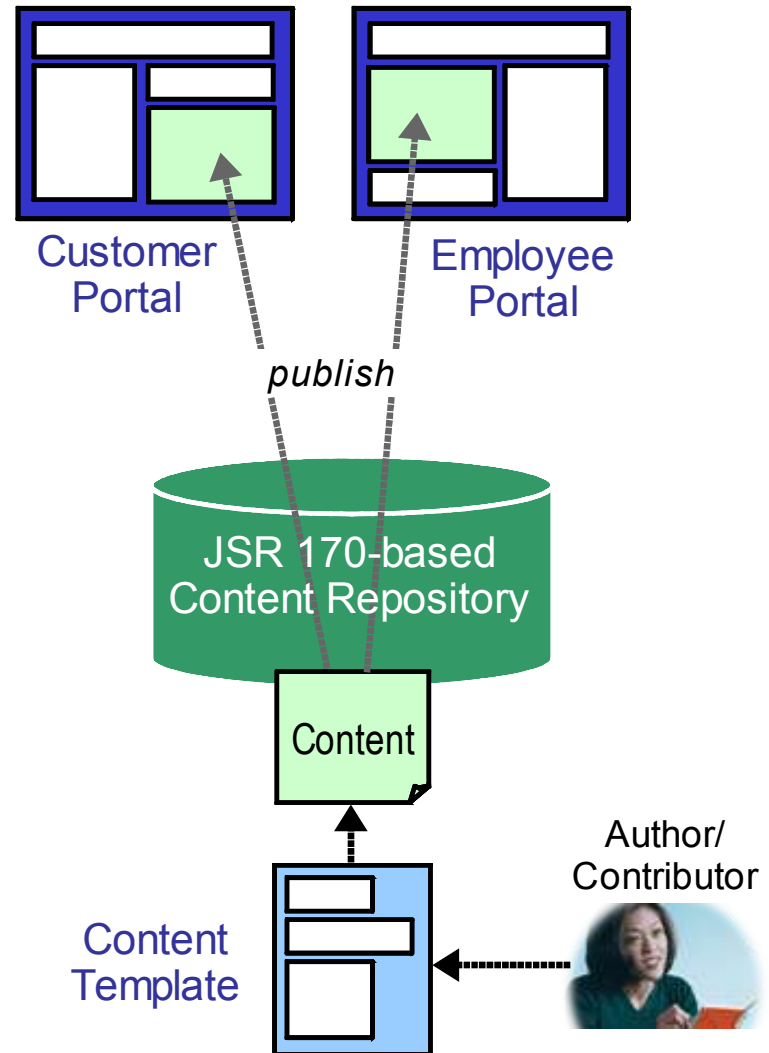 Customer
Portal
Employee
Portal
publish
JSR 170-based
Content Repository
Content
Author/
Contributor
Content
Template